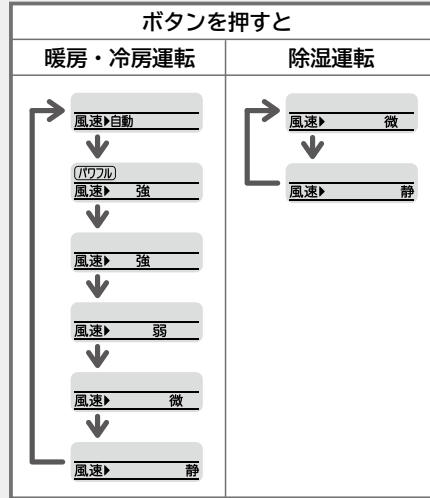 ボタンを押すと
暖房・冷房運転
除湿運転
風速▶自動
パワフル
風速▶ 強
風速▶ 強
風速▶ 弱
風速▶ 微
風速▶ 静
風速▶ 微
風速▶ 静